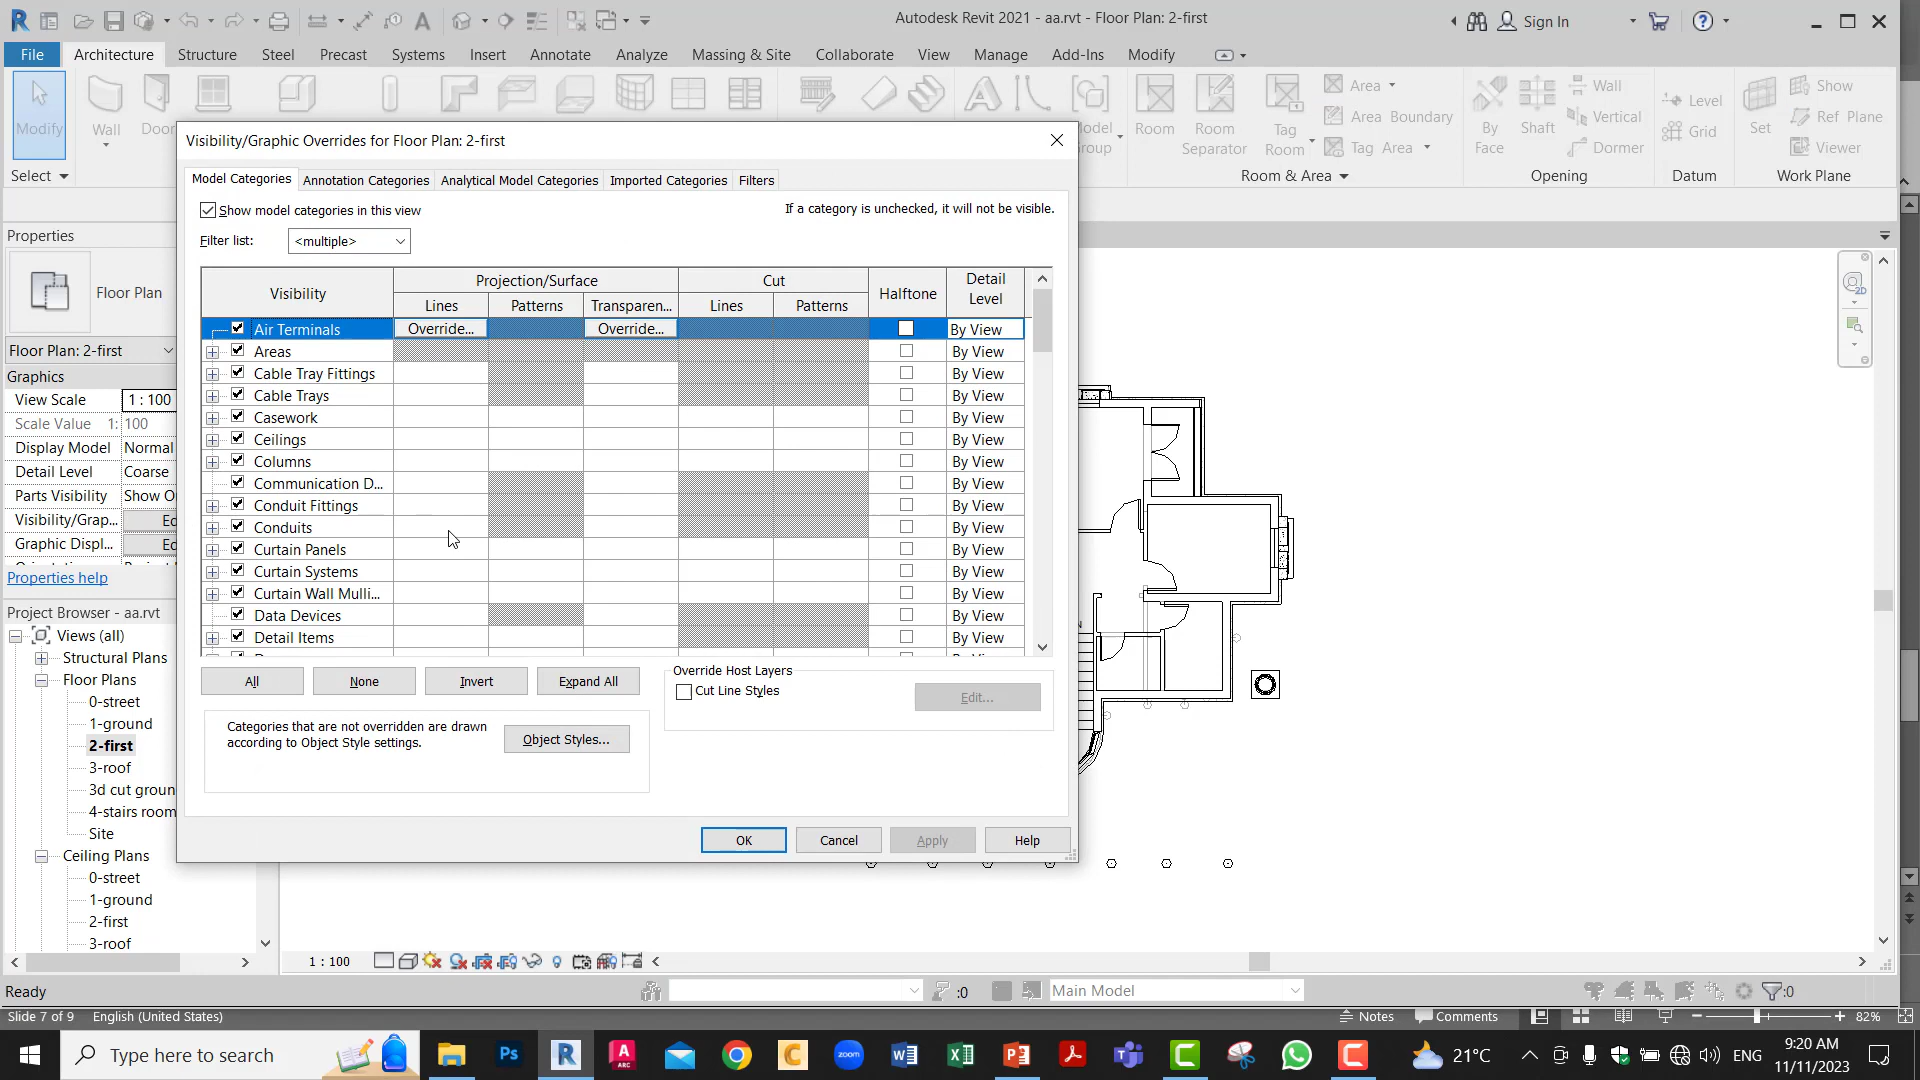 Autodesk Revit 2021 - aa.rvt - Floor Plan: 2-first
Sign In
File
Architecture
Structure
Steel
Precast
Systems
Insert
Annotate
Analyze
Massing & Site
Collaborate
View
Manage
Add-Ins
Modify
Modify
Wall
Door
Room
Room
Separator
Tag
Room
Area
Area Boundary
Tag Area
By
Face
Shaft
Wall
Vertical
Dormer
Level
Grid
Set
Show
Ref Plane
Viewer
Select
Room & Area
Opening
Datum
Work Plane
Properties
Floor Plan
Floor Plan: 2-first
Graphics
View Scale 1 : 100
Scale Value 1: 100
Display Model Normal
Detail Level Coarse
Parts Visibility Show O
Visibility/Grap... Ec
Graphic Displ... Ec
Properties help
Project Browser - aa.rvt
Views (all)
Structural Plans
Floor Plans
0-street
1-ground
2-first
3-roof
3d cut groun
4-stairs room
Site
Ceiling Plans
0-street
1-ground
2-first
3-roof
Visibility/Graphic Overrides for Floor Plan: 2-first
Model Categories
Annotation Categories
Analytical Model Categories
Imported Categories
Filters
Show model categories in this view
If a category is unchecked, it will not be visible.
Filter list: <multiple>
Visibility
Projection/Surface
Cut
Halftone
Detail
Level
Lines
Patterns
Transparen...
Lines
Patterns
Air Terminals Override... Override... By View
Areas By View
Cable Tray Fittings By View
Cable Trays By View
Casework By View
Ceilings By View
Columns By View
Communication D... By View
Conduit Fittings By View
Conduits By View
Curtain Panels By View
Curtain Systems By View
Curtain Wall Mulli... By View
Data Devices By View
Detail Items By View
All
None
Invert
Expand All
Override Host Layers
Cut Line Styles
Edit...
Categories that are not overridden are drawn
according to Object Style settings.
Object Styles...
OK
Cancel
Apply
Help
1 : 100
Ready
:0
Main Model
:0
Slide 7 of 9
English (United States)
Notes
Comments
82%
Type here to search
21°C
ENG
9:20 AM
11/11/2023